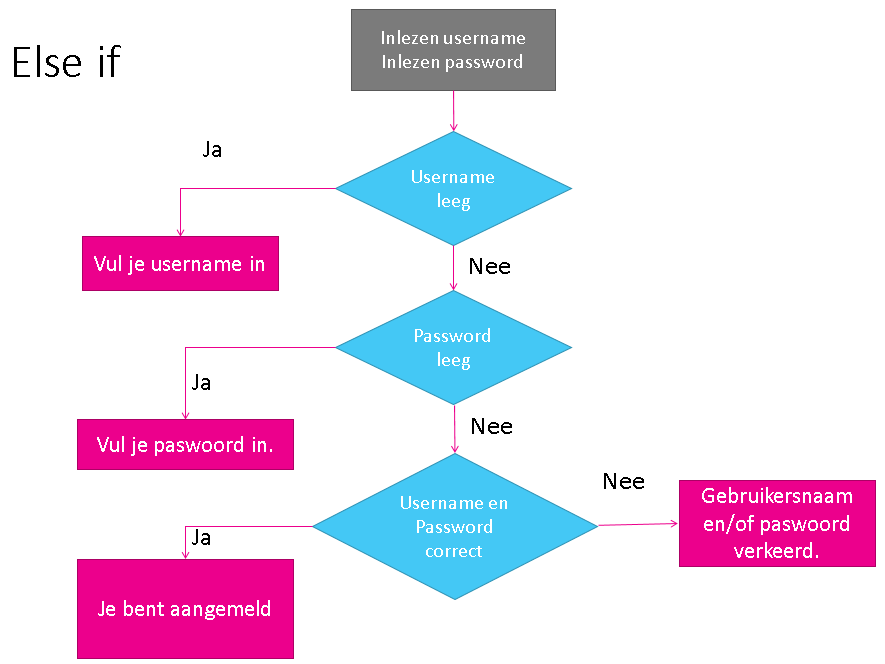 Else if
Inlezen username
Inlezen password
Ja
Username
leeg
Vul je username in
Nee
Password
leeg
Ja
Vul je paswoord in.
Nee
Username en
Password
correct
Nee
Gebruikersnaam
en/of paswoord
verkeerd.
Ja
Je bent aangemeld